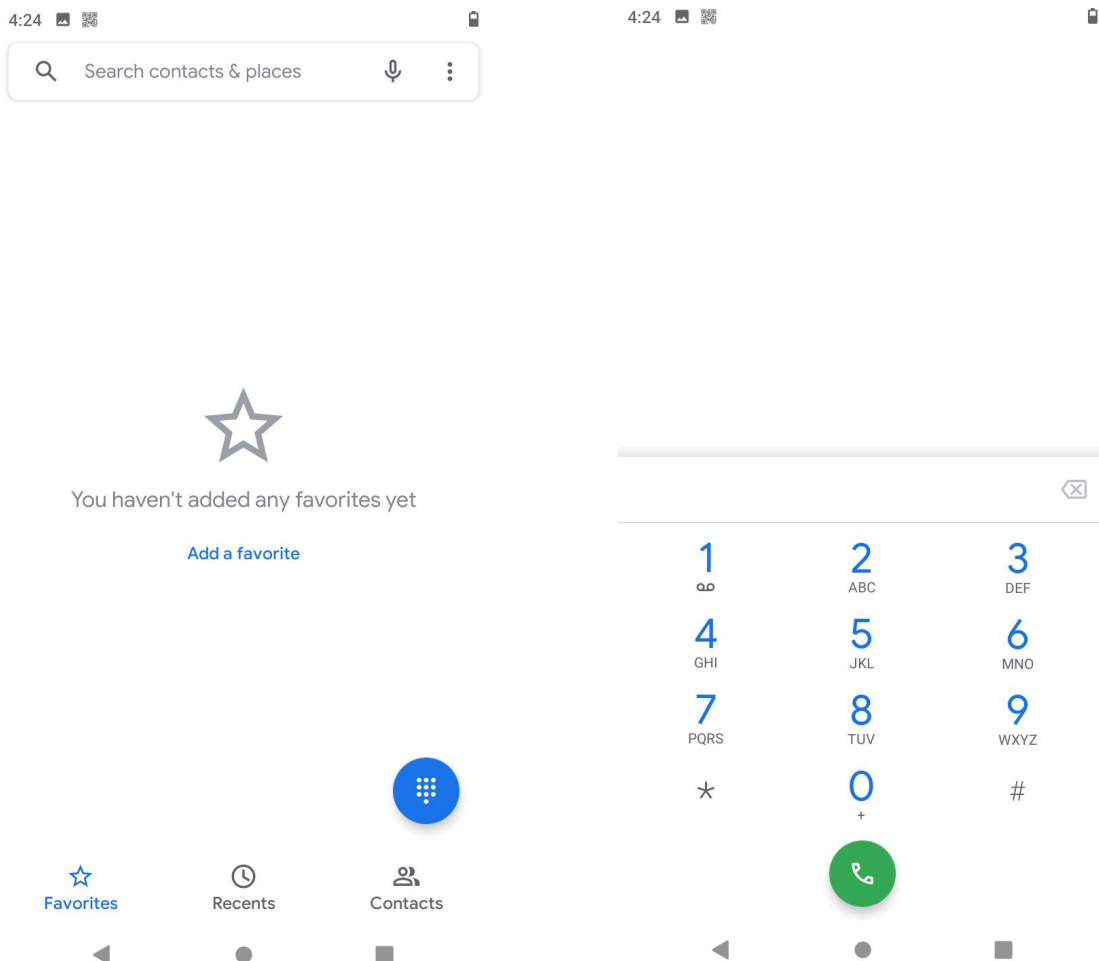 4:24
Search contacts & places
You haven't added any favorites yet
Add a favorite
Favorites Recents Contacts
4:24
1 2 3
ABC DEF
4 5 6
GHI JKL MNO
7 8 9
PQRS TUV WXYZ
* 0 #
+